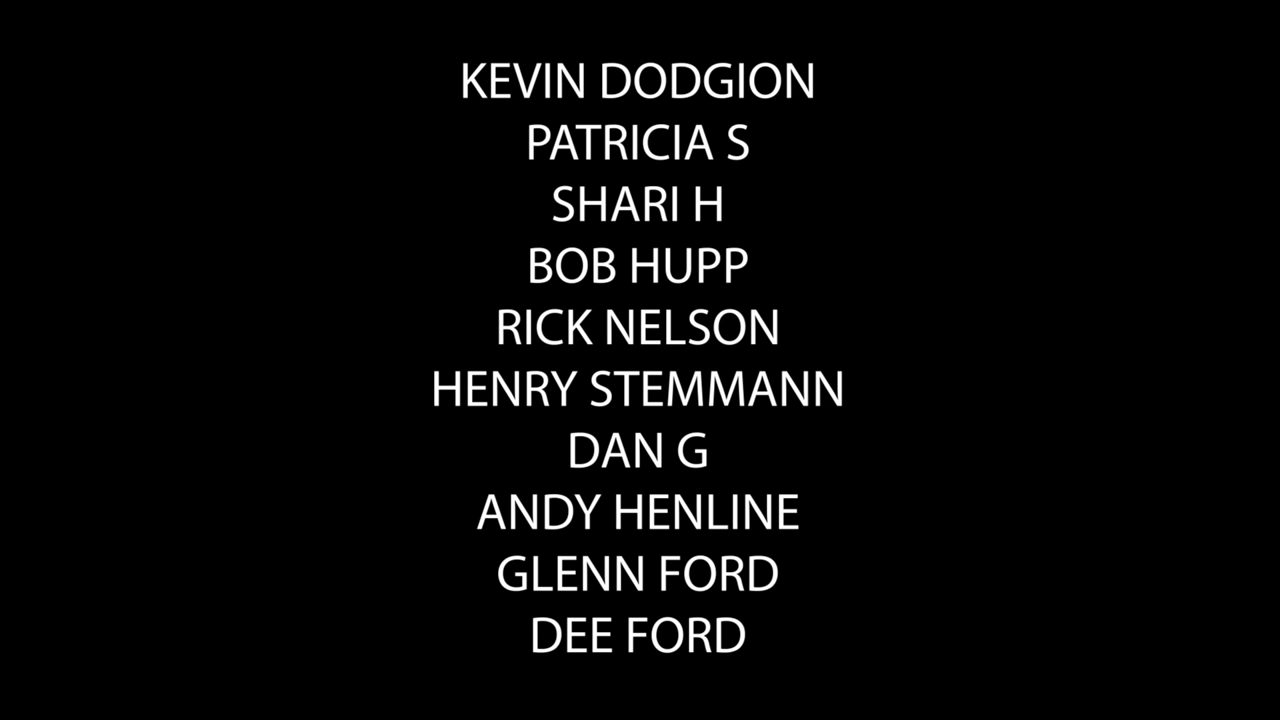 KEVIN DODGION
PATRICIA S
SHARI H
BOB HUPP
RICK NELSON
HENRY STEMMANN
DAN G
ANDY HENLINE
GLENN FORD
DEE FORD